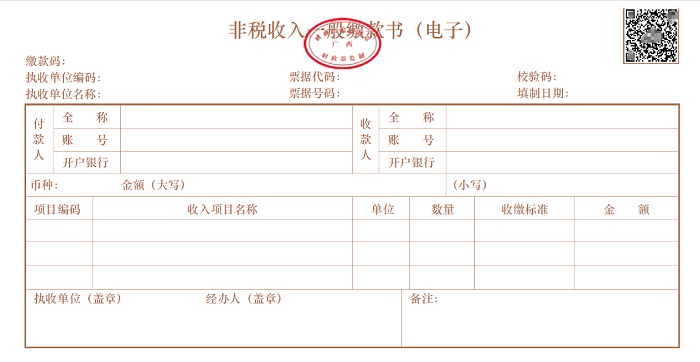 非税收入一般缴款书（电子）
广 西
财政部监制
缴款码：
执收单位编码： 票据代码： 校验码：
执收单位名称： 票据号码： 填制日期：
付款人 全 称 收款人 全 称
账 号 账 号
开户银行 开户银行
币种： 金额（大写） （小写）
项目编码 收入项目名称 单位 数量 收缴标准 金 额
执收单位（盖章） 经办人（盖章） 备注：